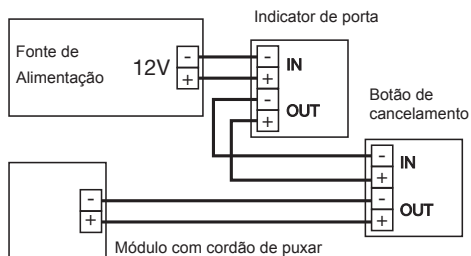 Indicator de porta
Fonte de
Alimentação
12V
-
+
-
+
-
+
IN
OUT
Botão de
cancelamento
-
+
-
+
IN
OUT
-
+
Módulo com cordão de puxar